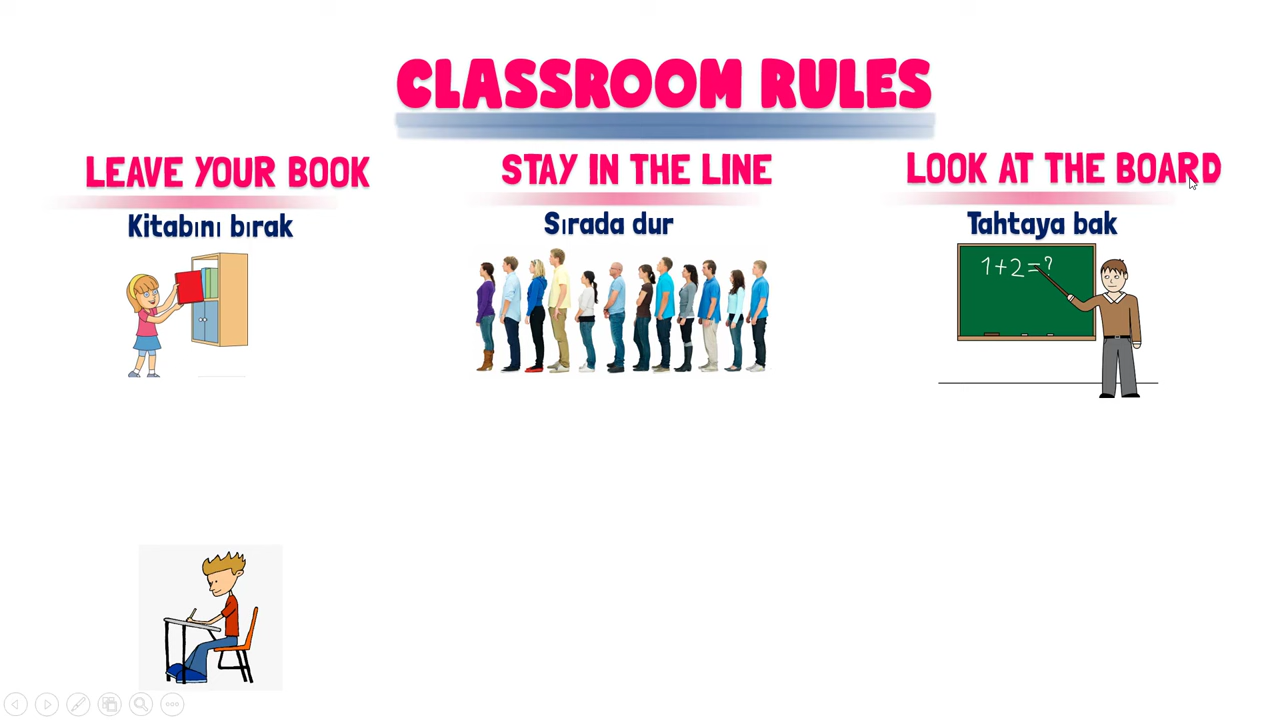 CLASSROOM RULES
LEAVE YOUR BOOK
Kitabını bırak
STAY IN THE LINE
Sırada dur
LOOK AT THE BOARD
Tahtaya bak
1+2=?